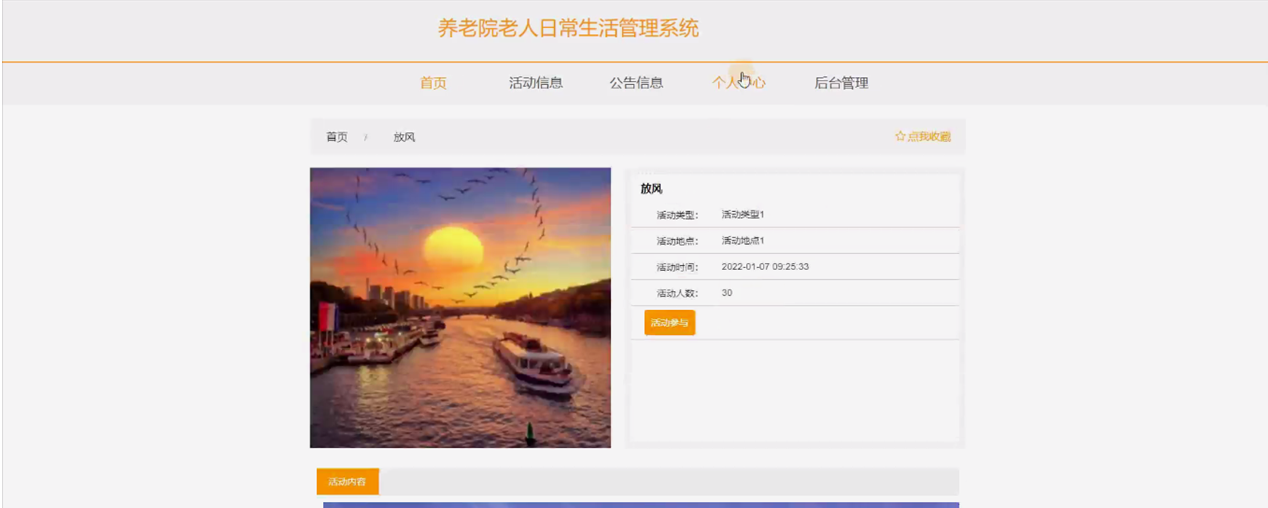 养老院老人日常生活管理系统
首页 活动信息 公告信息 个人中心 后台管理
首页 › 放风 ☆点我收藏
放风
活动类型: 活动类型1
活动地点: 活动地点1
活动时间: 2022-01-07 09:25:33
活动人数: 30
活动参与
活动内容